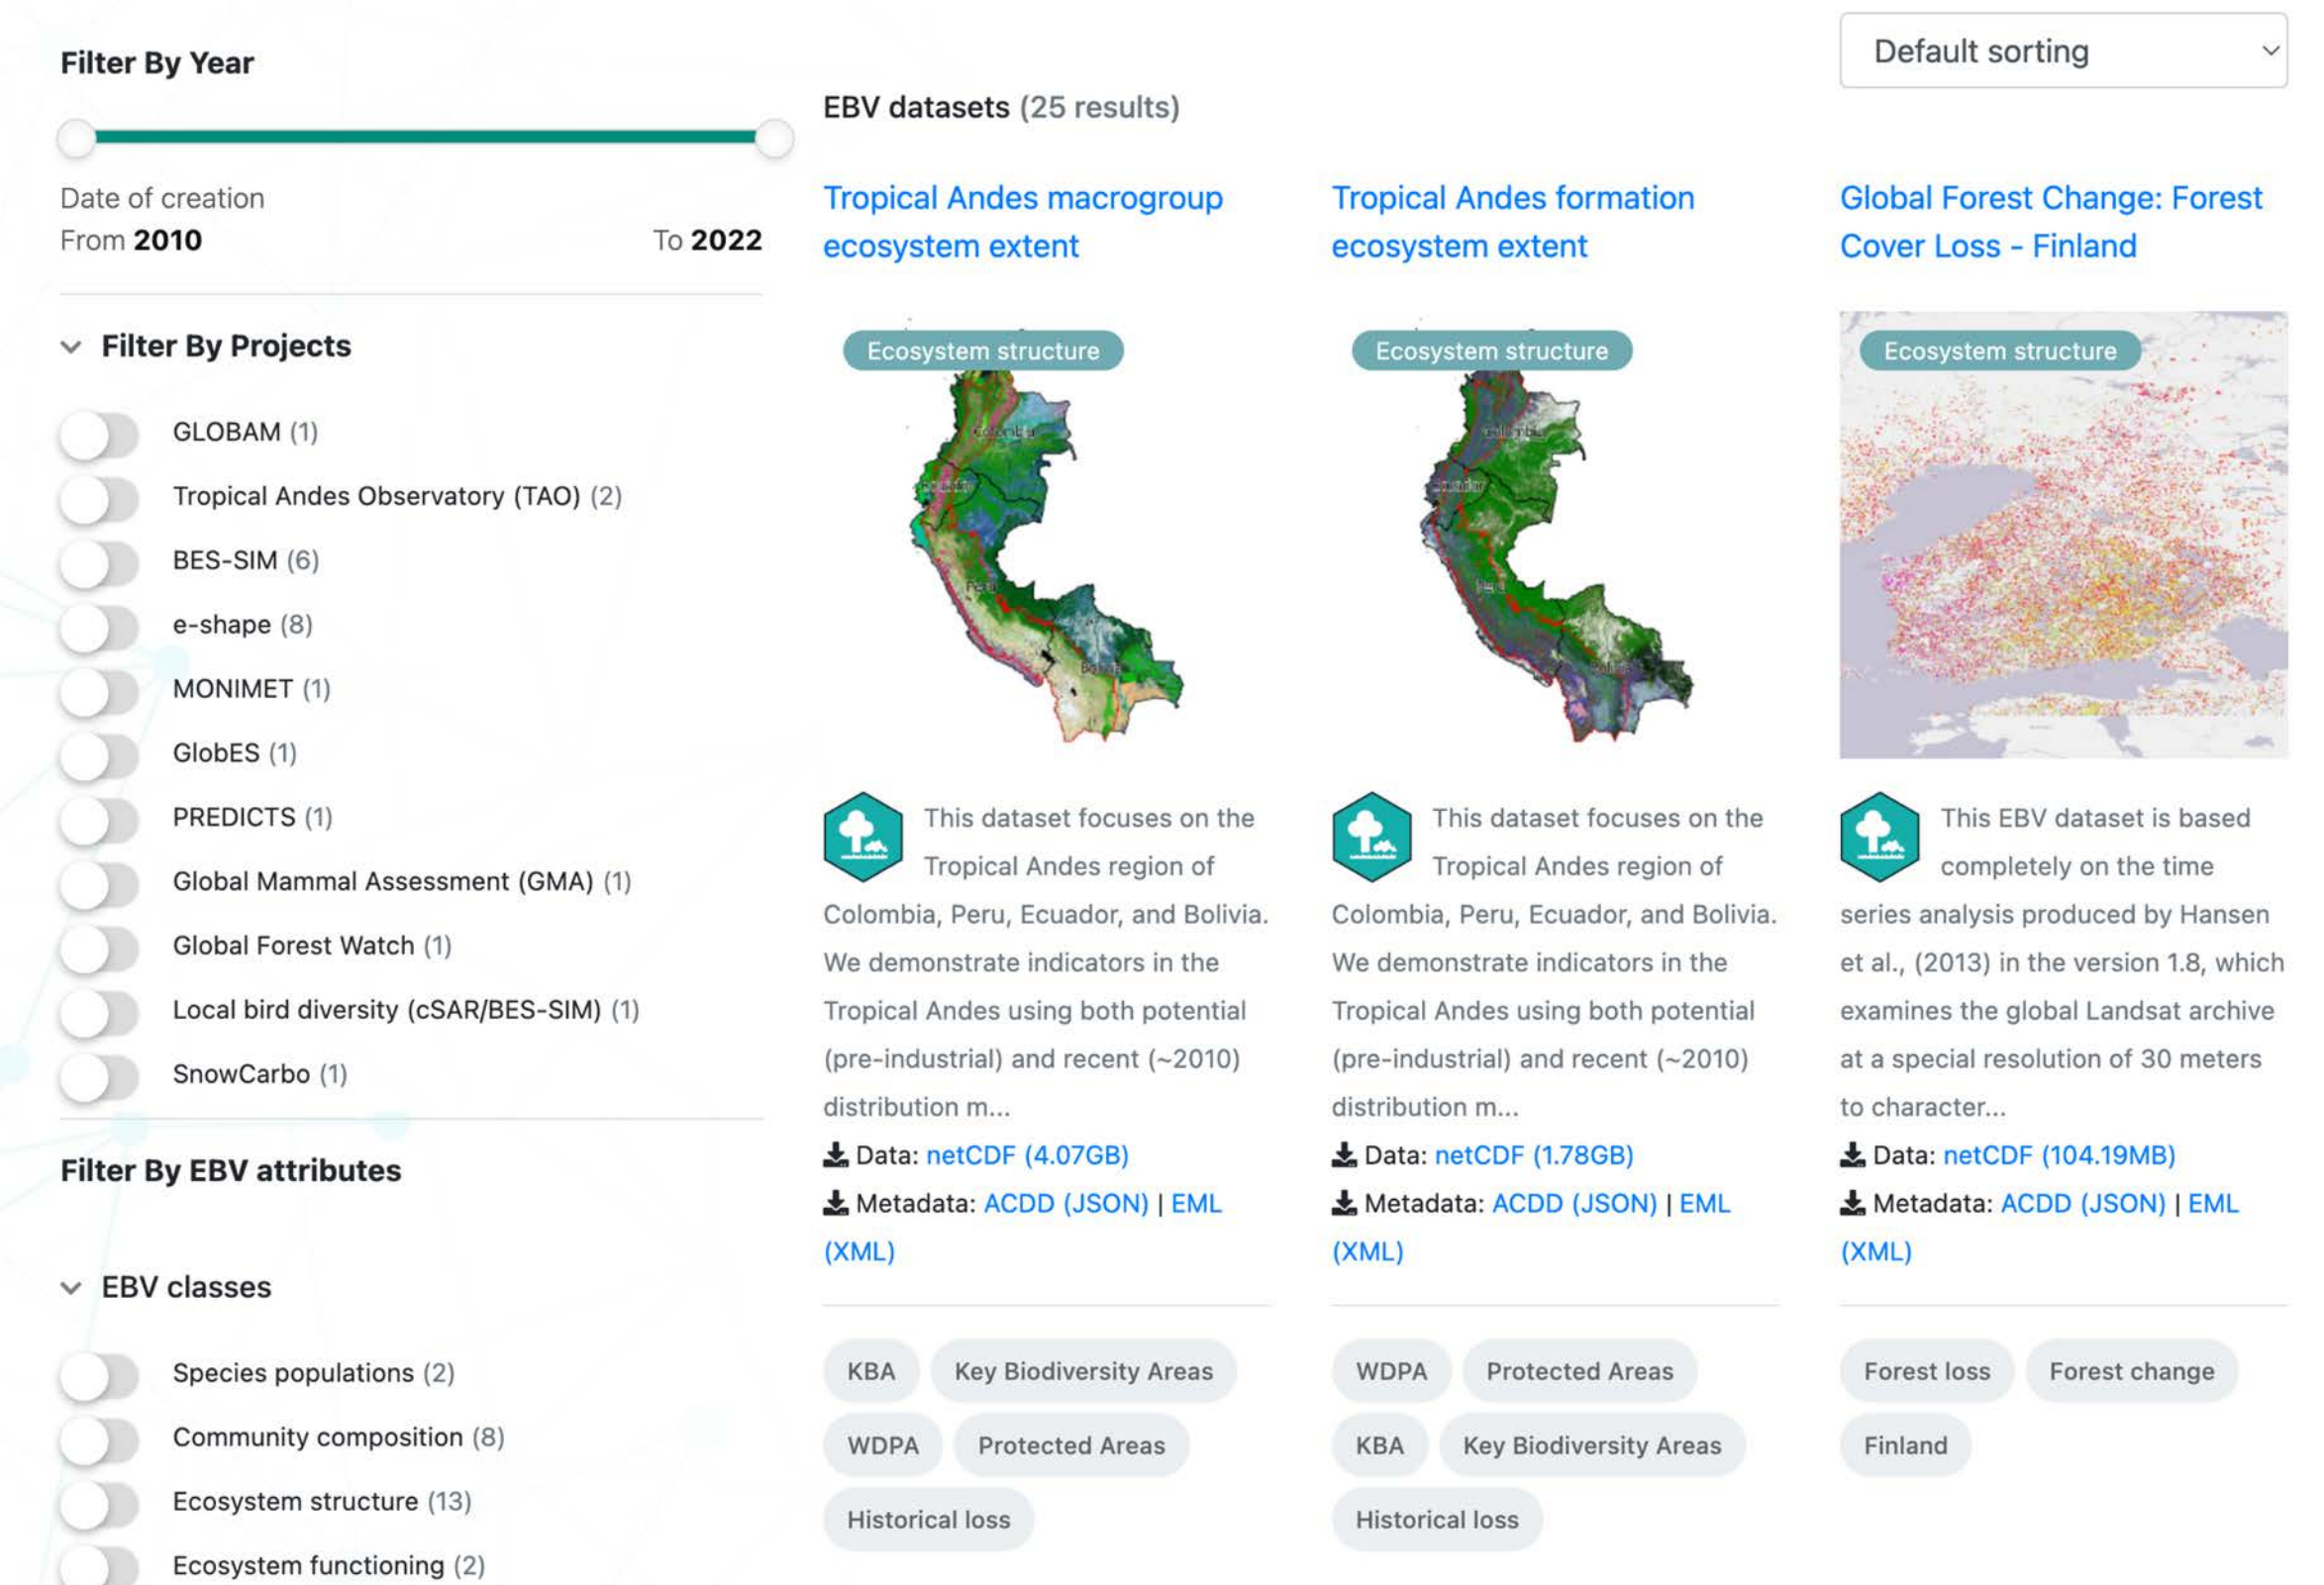 Filter By Year
Date of creation
From 2010 To 2022
Filter By Projects
GLOBAM (1)
Tropical Andes Observatory (TAO) (2)
BES-SIM (6)
e-shape (8)
MONIMET (1)
GlobES (1)
PREDICTS (1)
Global Mammal Assessment (GMA) (1)
Global Forest Watch (1)
Local bird diversity (cSAR/BES-SIM) (1)
SnowCarbo (1)
Filter By EBV attributes
EBV classes
Species populations (2)
Community composition (8)
Ecosystem structure (13)
Ecosystem functioning (2)
Default sorting
EBV datasets (25 results)
Tropical Andes macrogroup
ecosystem extent
Ecosystem structure
Colombia
Ecuador
Peru
Bolivia
This dataset focuses on the
Tropical Andes region of
Colombia, Peru, Ecuador, and Bolivia.
We demonstrate indicators in the
Tropical Andes using both potential
(pre-industrial) and recent (~2010)
distribution m...
Data: netCDF (4.07GB)
Metadata: ACDD (JSON) | EML
(XML)
KBA
Key Biodiversity Areas
WDPA
Protected Areas
Historical loss
Tropical Andes formation
ecosystem extent
Ecosystem structure
Colombia
Ecuador
Peru
Bolivia
This dataset focuses on the
Tropical Andes region of
Colombia, Peru, Ecuador, and Bolivia.
We demonstrate indicators in the
Tropical Andes using both potential
(pre-industrial) and recent (~2010)
distribution m...
Data: netCDF (1.78GB)
Metadata: ACDD (JSON) | EML
(XML)
WDPA
Protected Areas
KBA
Key Biodiversity Areas
Historical loss
Global Forest Change: Forest
Cover Loss - Finland
Ecosystem structure
This EBV dataset is based
completely on the time
series analysis produced by Hansen
et al., (2013) in the version 1.8, which
examines the global Landsat archive
at a special resolution of 30 meters
to character...
Data: netCDF (104.19MB)
Metadata: ACDD (JSON) | EML
(XML)
Forest loss
Forest change
Finland